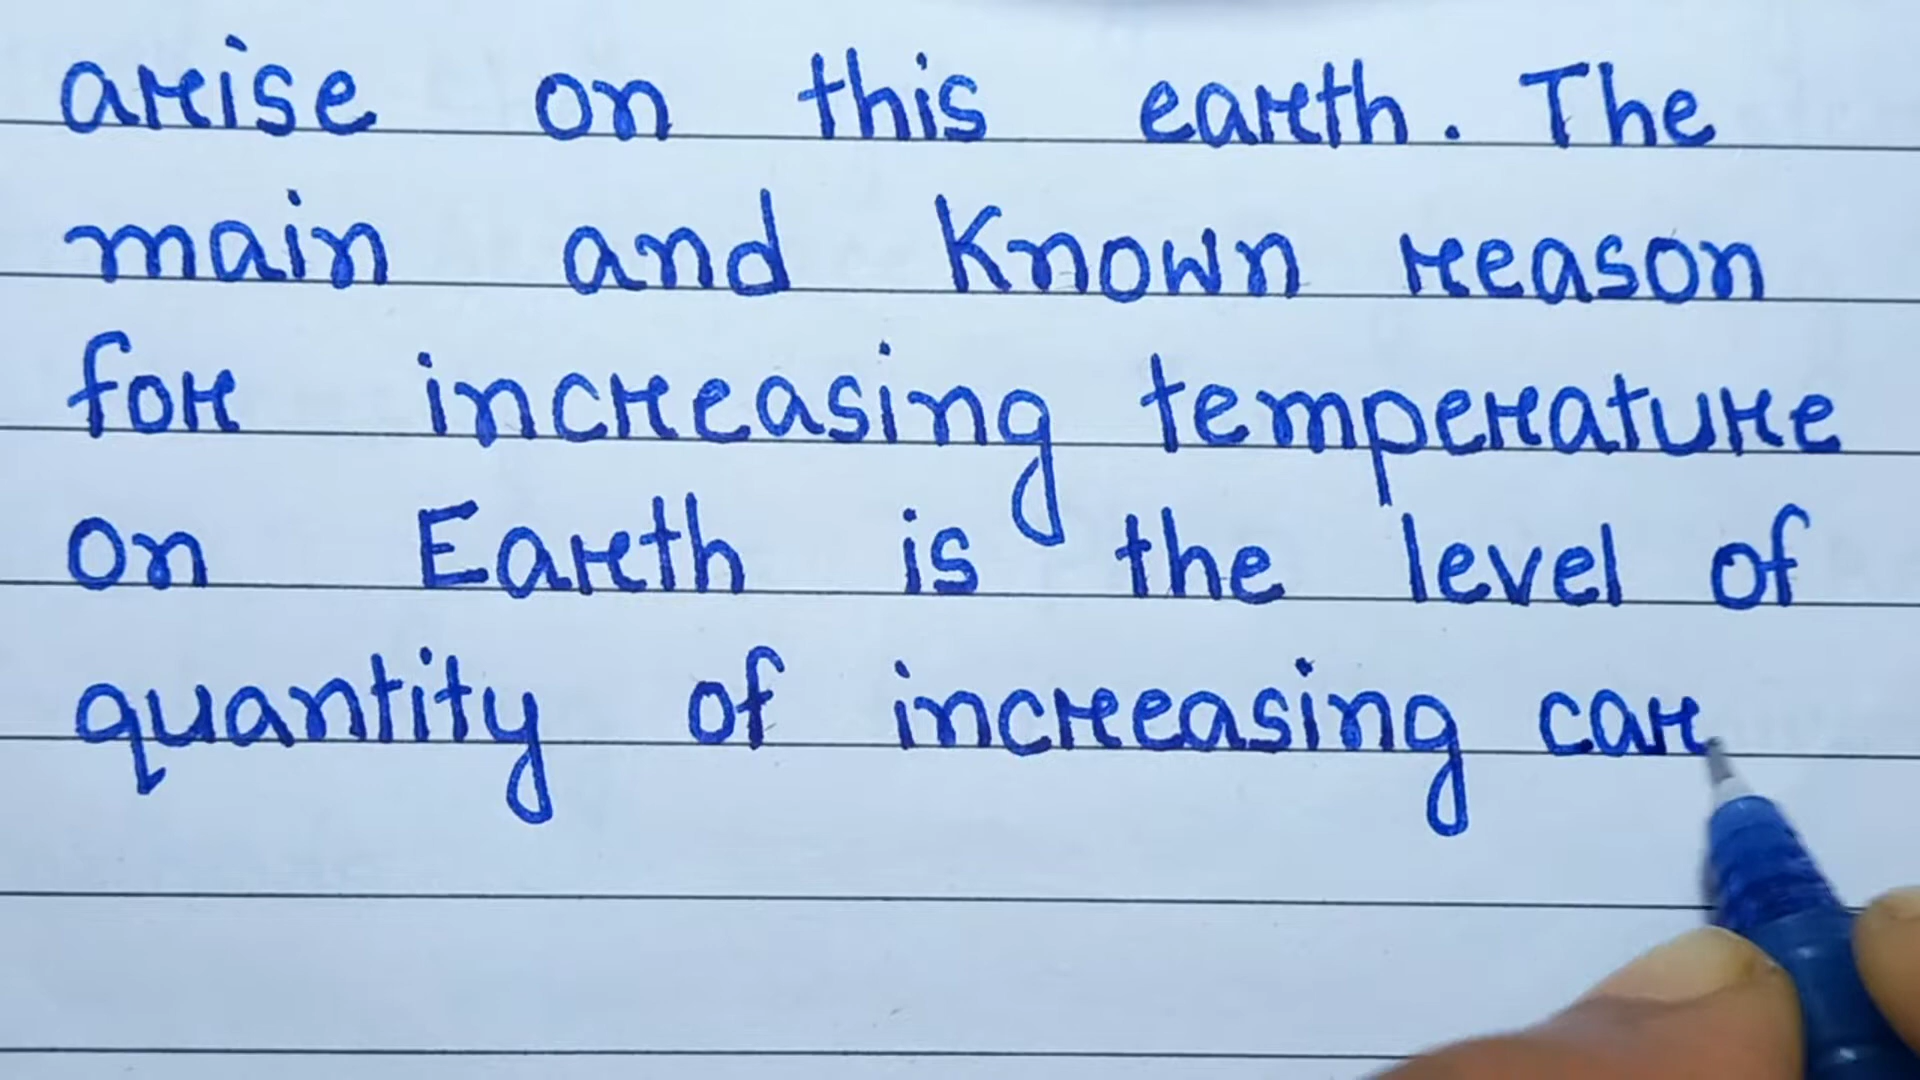 arise on this earth. The
main and Known reason
for increasing temperature
on Earth is the level of
quantity of increasing car